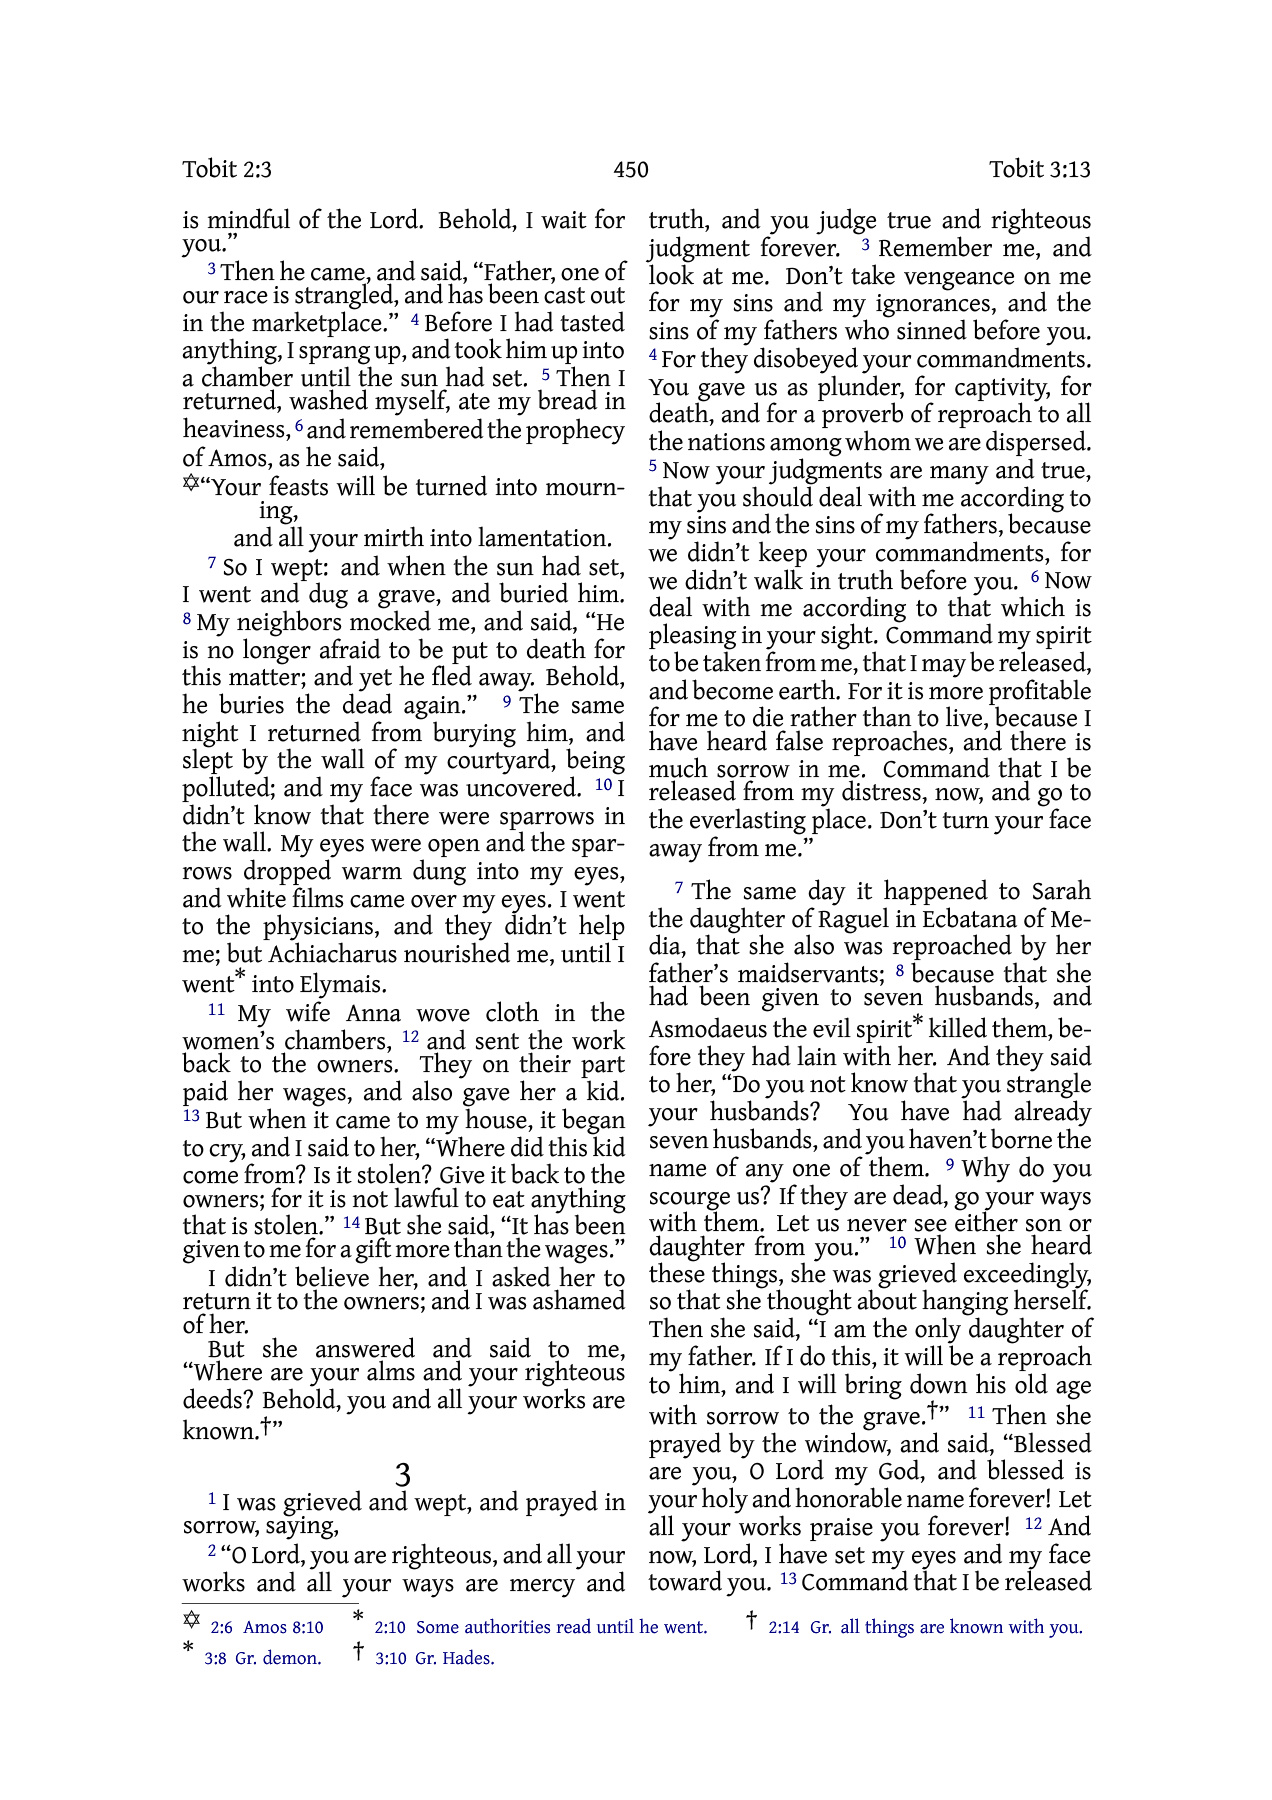 Tobit 2:3 450 Tobit 3:13
is mindful of the Lord. Behold, I wait for
you.”
3 Then he came, and said, “Father, one of
our race is strangled, and has been cast out
in the marketplace.” 4 Before I had tasted
anything, I sprang up, and took him up into
a chamber until the sun had set. 5 Then I
returned, washed myself, ate my bread in
heaviness, 6 and remembered the prophecy
of Amos, as he said,
✡“Your feasts will be turned into mourn-
ing,
and all your mirth into lamentation.
7 So I wept: and when the sun had set,
I went and dug a grave, and buried him.
8 My neighbors mocked me, and said, “He
is no longer afraid to be put to death for
this matter; and yet he fled away. Behold,
he buries the dead again.” 9 The same
night I returned from burying him, and
slept by the wall of my courtyard, being
polluted; and my face was uncovered. 10 I
didn’t know that there were sparrows in
the wall. My eyes were open and the spar-
rows dropped warm dung into my eyes,
and white films came over my eyes. I went
to the physicians, and they didn’t help
me; but Achiacharus nourished me, until I
went* into Elymais.
11 My wife Anna wove cloth in the
women’s chambers, 12 and sent the work
back to the owners. They on their part
paid her wages, and also gave her a kid.
13 But when it came to my house, it began
to cry, and I said to her, “Where did this kid
come from? Is it stolen? Give it back to the
owners; for it is not lawful to eat anything
that is stolen.” 14 But she said, “It has been
given to me for a gift more than the wages.”
I didn’t believe her, and I asked her to
return it to the owners; and I was ashamed
of her.
But she answered and said to me,
“Where are your alms and your righteous
deeds? Behold, you and all your works are
known.†”
3
1 I was grieved and wept, and prayed in
sorrow, saying,
2 “O Lord, you are righteous, and all your
works and all your ways are mercy and
truth, and you judge true and righteous
judgment forever. 3 Remember me, and
look at me. Don’t take vengeance on me
for my sins and my ignorances, and the
sins of my fathers who sinned before you.
4 For they disobeyed your commandments.
You gave us as plunder, for captivity, for
death, and for a proverb of reproach to all
the nations among whom we are dispersed.
5 Now your judgments are many and true,
that you should deal with me according to
my sins and the sins of my fathers, because
we didn’t keep your commandments, for
we didn’t walk in truth before you. 6 Now
deal with me according to that which is
pleasing in your sight. Command my spirit
to be taken from me, that I may be released,
and become earth. For it is more profitable
for me to die rather than to live, because I
have heard false reproaches, and there is
much sorrow in me. Command that I be
released from my distress, now, and go to
the everlasting place. Don’t turn your face
away from me.”
7 The same day it happened to Sarah
the daughter of Raguel in Ecbatana of Me-
dia, that she also was reproached by her
father’s maidservants; 8 because that she
had been given to seven husbands, and
Asmodaeus the evil spirit* killed them, be-
fore they had lain with her. And they said
to her, “Do you not know that you strangle
your husbands? You have had already
seven husbands, and you haven’t borne the
name of any one of them. 9 Why do you
scourge us? If they are dead, go your ways
with them. Let us never see either son or
daughter from you.” 10 When she heard
these things, she was grieved exceedingly,
so that she thought about hanging herself.
Then she said, “I am the only daughter of
my father. If I do this, it will be a reproach
to him, and I will bring down his old age
with sorrow to the grave.†” 11 Then she
prayed by the window, and said, “Blessed
are you, O Lord my God, and blessed is
your holy and honorable name forever! Let
all your works praise you forever! 12 And
now, Lord, I have set my eyes and my face
toward you. 13 Command that I be released
✡ 2:6 Amos 8:10 * 2:10 Some authorities read until he went. † 2:14 Gr. all things are known with you.
* 3:8 Gr. demon. † 3:10 Gr. Hades.